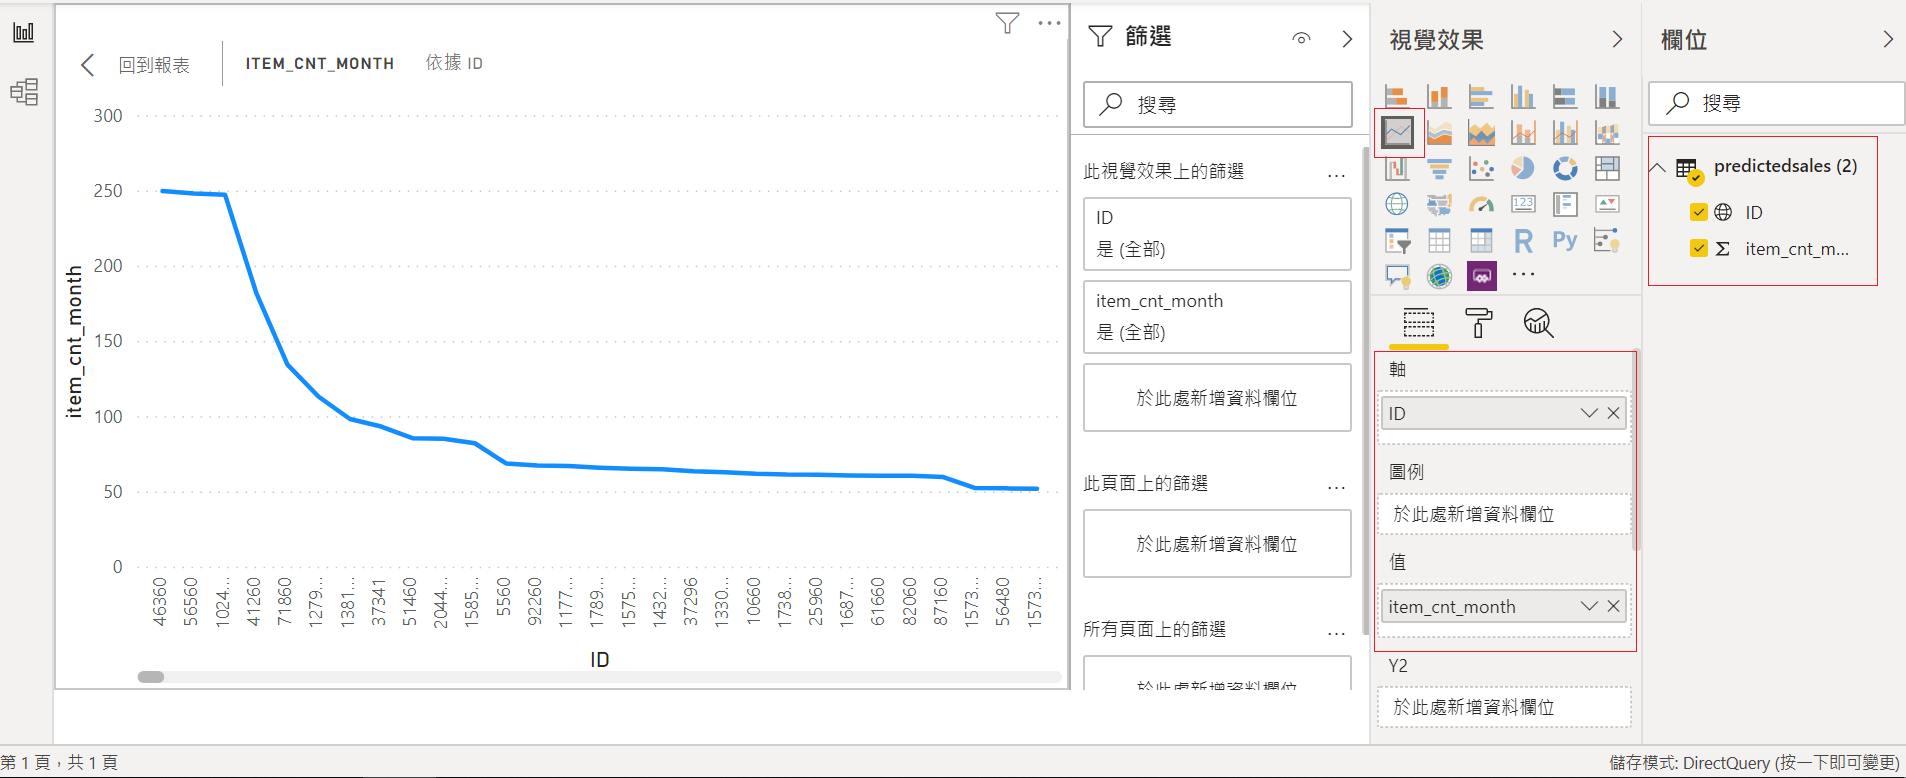 回到報表
ITEM_CNT_MONTH 依據 ID
300
250
200
150
100
50
0
item_cnt_month
46360
56560
1024...
41260
71860
1279...
1381...
37341
51460
2044...
1585...
5560
92260
1177...
1789...
1575...
1432...
37296
1330...
10660
1738...
25960
1687...
61660
82060
87160
1573...
56480
1573...
ID
篩選
搜尋
此視覺效果上的篩選 ...
ID
是 (全部)
item_cnt_month
是 (全部)
於此處新增資料欄位
此頁面上的篩選 ...
於此處新增資料欄位
所有頁面上的篩選 ...
於此處新增資料欄位
視覺效果
123
R
Py
...
軸
ID
圖例
於此處新增資料欄位
值
item_cnt_month
Y2
於此處新增資料欄位
欄位
搜尋
predictedsales (2)
ID
Σ item_cnt_m...
第 1 頁，共 1 頁
儲存模式: DirectQuery (按一下即可變更)